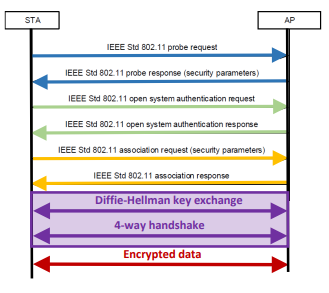 STA
AP
IEEE Std 802.11 probe request
IEEE Std 802.11 probe response (security parameters)
IEEE Std 802.11 open system authentication request
IEEE Std 802.11 open system authentication response
IEEE Std 802.11 association request (security parameters)
IEEE Std 802.11 association response
Diffie-Hellman key exchange
4-way handshake
Encrypted data